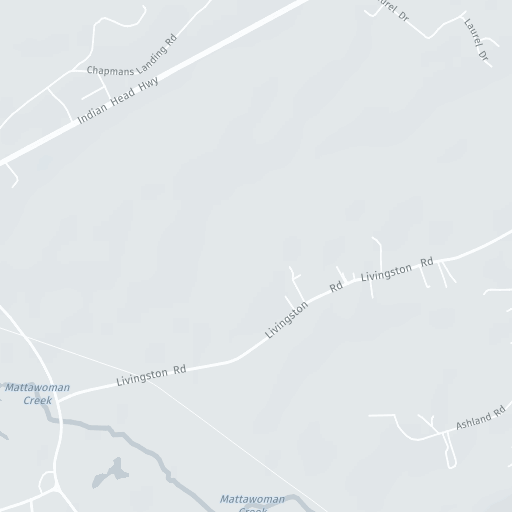 Laurel Dr
Laurel Dr
Chapmans Landing Rd
Indian Head Hwy
Livingston Rd
Livingston Rd
Livingston Rd
Mattawoman
Creek
Ashland Rd
Mattawoman
Creek